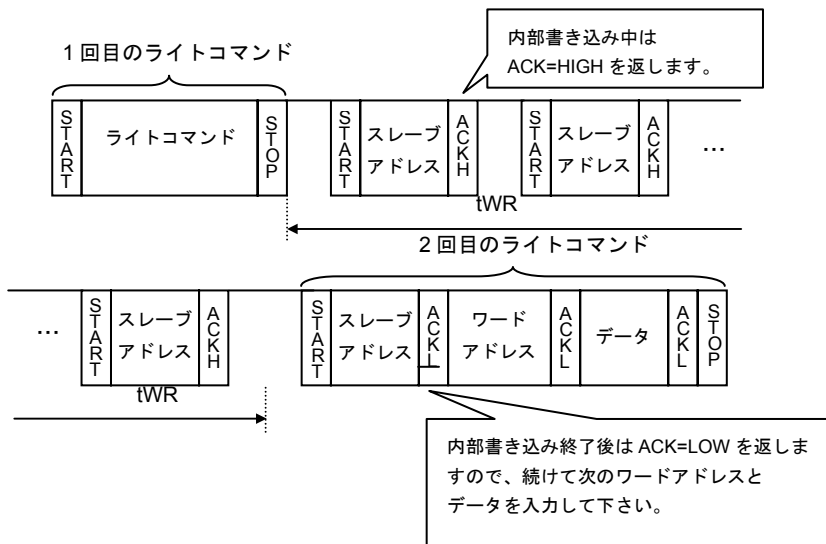 1 回目のライトコマンド
内部書き込み中は
ACK=HIGH を返します。
START
ライトコマンド
STOP
START
スレーブ
アドレス
ACKH
START
スレーブ
アドレス
ACKH
…
tWR
2 回目のライトコマンド
…
START
スレーブ
アドレス
ACKH
START
スレーブ
アドレス
ACKL
ワード
アドレス
ACKL
データ
ACKL
STOP
tWR
内部書き込み終了後は ACK=LOW を返しま
すので、続けて次のワードアドレスと
データを入力して下さい。